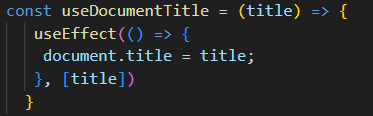 const useDocumentTitle = (title) => {
  useEffect(() => {
   document.title = title;
  }, [title])
 }